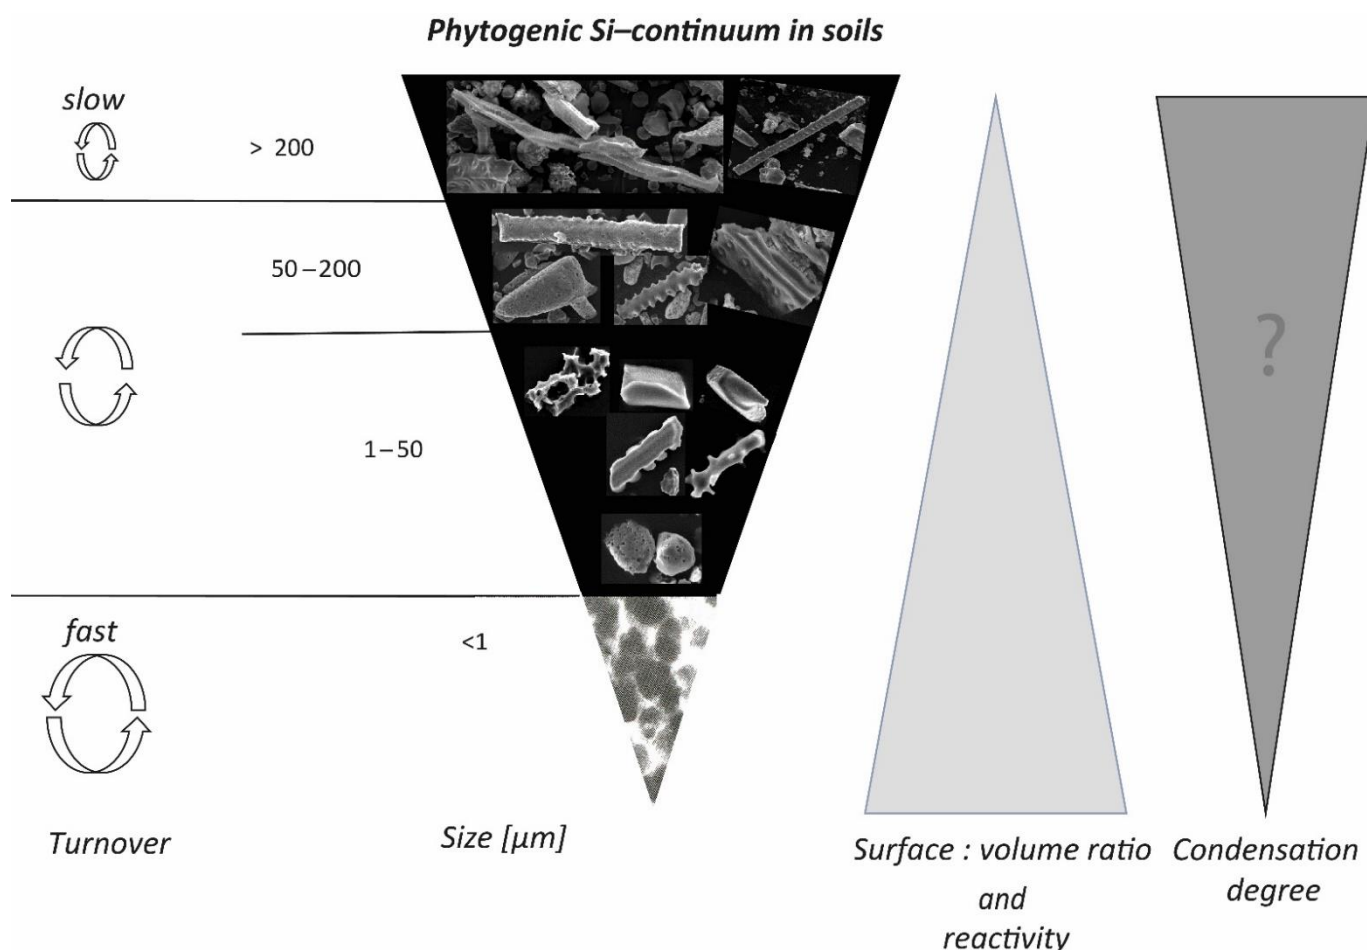 Phytogenic Si–continuum in soils
slow
> 200
50–200
?
1–50
fast
<1
Turnover
Size [µm]
Surface : volume ratio
and
reactivity
Condensation
degree